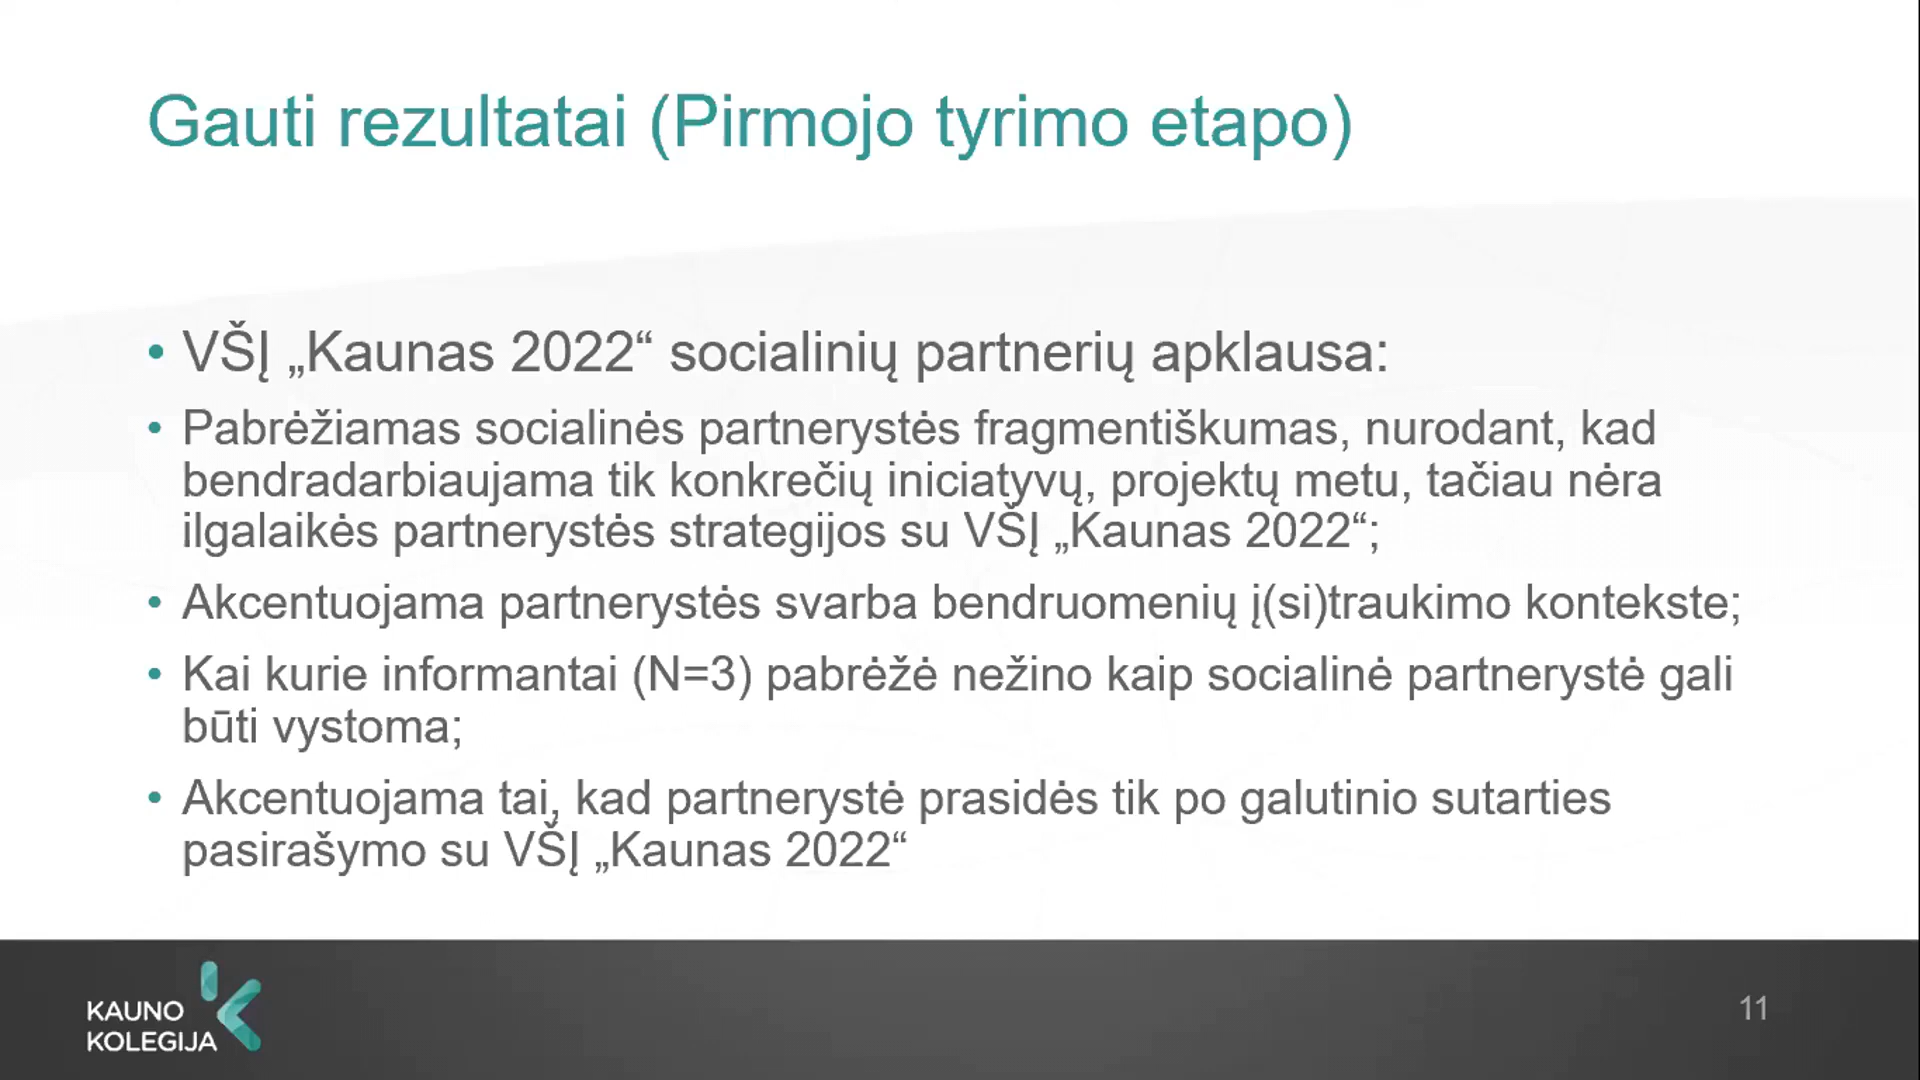 Gauti rezultatai (Pirmojo tyrimo etapo)
• VŠĮ „Kaunas 2022“ socialinių partnerių apklausa:
• Pabrėžiamas socialinės partnerystės fragmentiškumas, nurodant, kad
bendradarbiaujama tik konkrečių iniciatyvų, projektų metu, tačiau nėra
ilgalaikės partnerystės strategijos su VŠĮ „Kaunas 2022“;
• Akcentuojama partnerystės svarba bendruomenių į(si)traukimo kontekste;
• Kai kurie informantai (N=3) pabrėžė nežino kaip socialinė partnerystė gali
būti vystoma;
• Akcentuojama tai, kad partnerystė prasidės tik po galutinio sutarties
pasirašymo su VŠĮ „Kaunas 2022“
KAUNO
KOLEGIJA
11